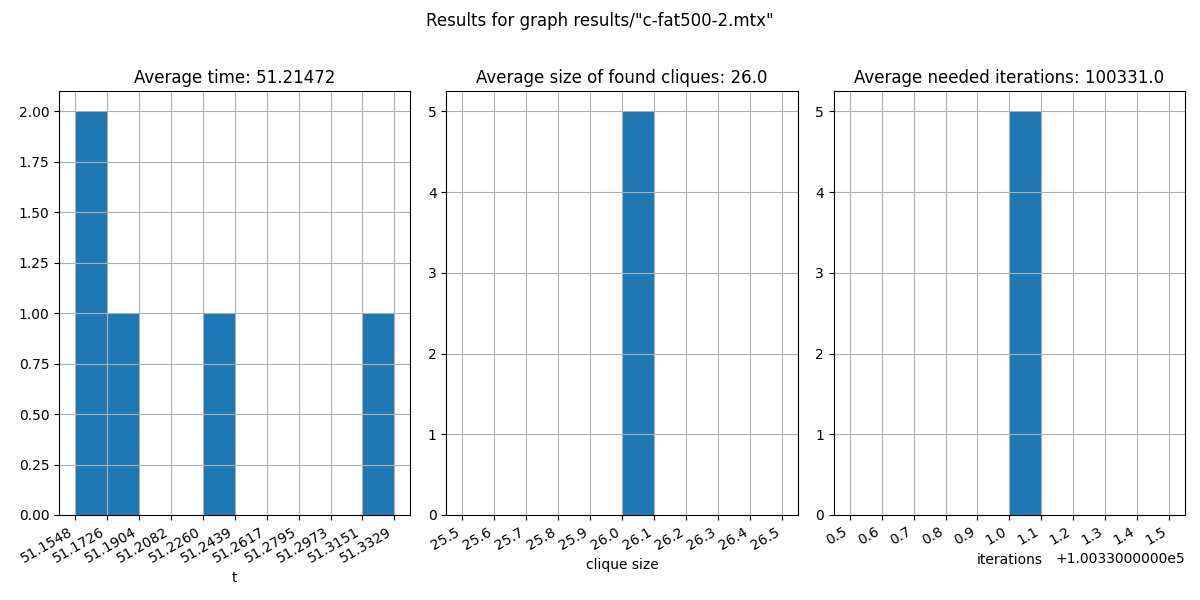 Results for graph results/"c-fat500-2.mtx"
Average time: 51.21472
2.00
1.75
1.50
1.25
1.00
0.75
0.50
0.25
0.00
51.1548 51.1726 51.1904 51.2082 51.2260 51.2439 51.2617 51.2795 51.2973 51.3151 51.3329
t
Average size of found cliques: 26.0
5
4
3
2
1
0
25.5 25.6 25.7 25.8 25.9 26.0 26.1 26.2 26.3 26.4 26.5
clique size
Average needed iterations: 100331.0
5
4
3
2
1
0
0.5 0.6 0.7 0.8 0.9 1.0 1.1 1.2 1.3 1.4 1.5
iterations +1.0033000000e5